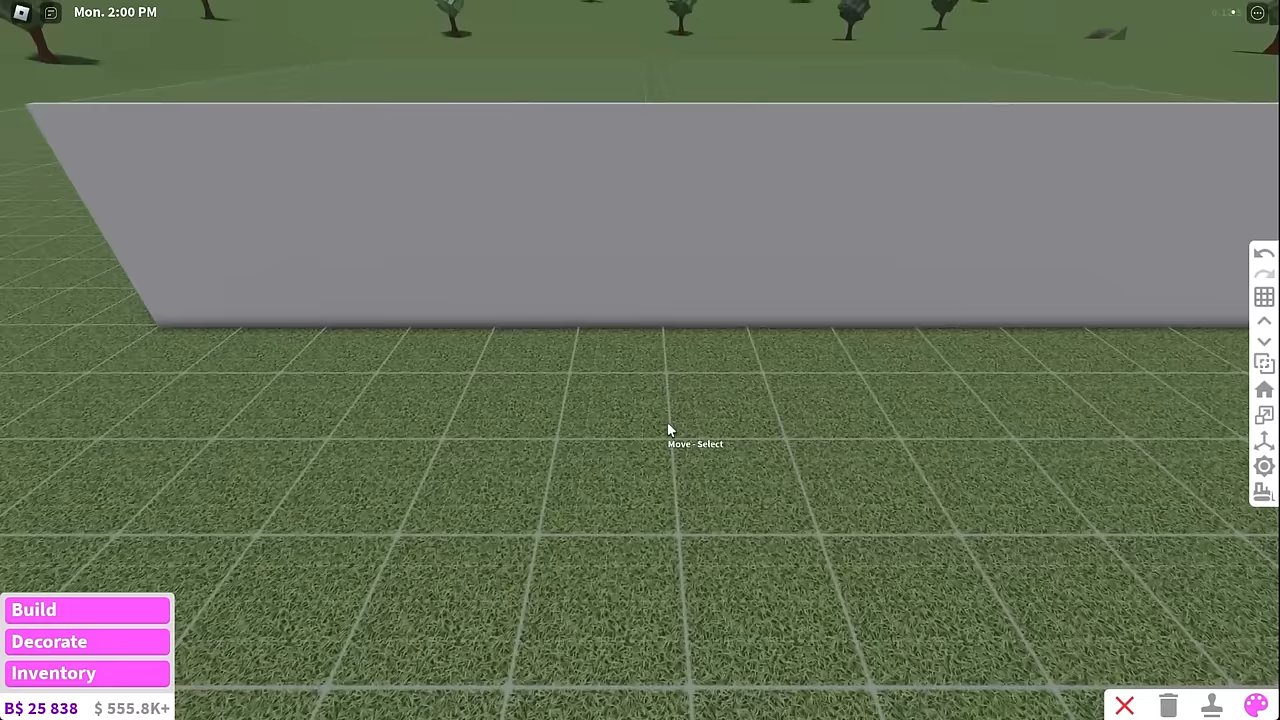 Mon. 2:00 PM
Move - Select
Build
Decorate
Inventory
B$ 25 838 $ 555.8K+